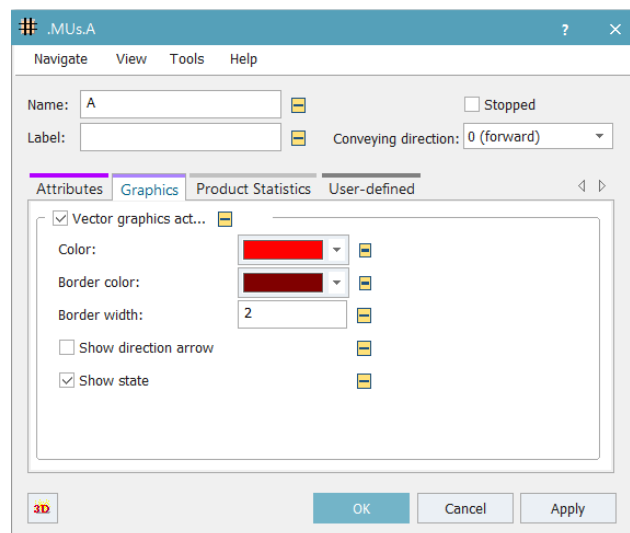 .MUs.A ? ×
Navigate View Tools Help
Name: A Stopped
Label: Conveying direction: 0 (forward)
Attributes Graphics Product Statistics User-defined
Vector graphics act...
Color:
Border color:
Border width: 2
Show direction arrow
Show state
3D OK Cancel Apply